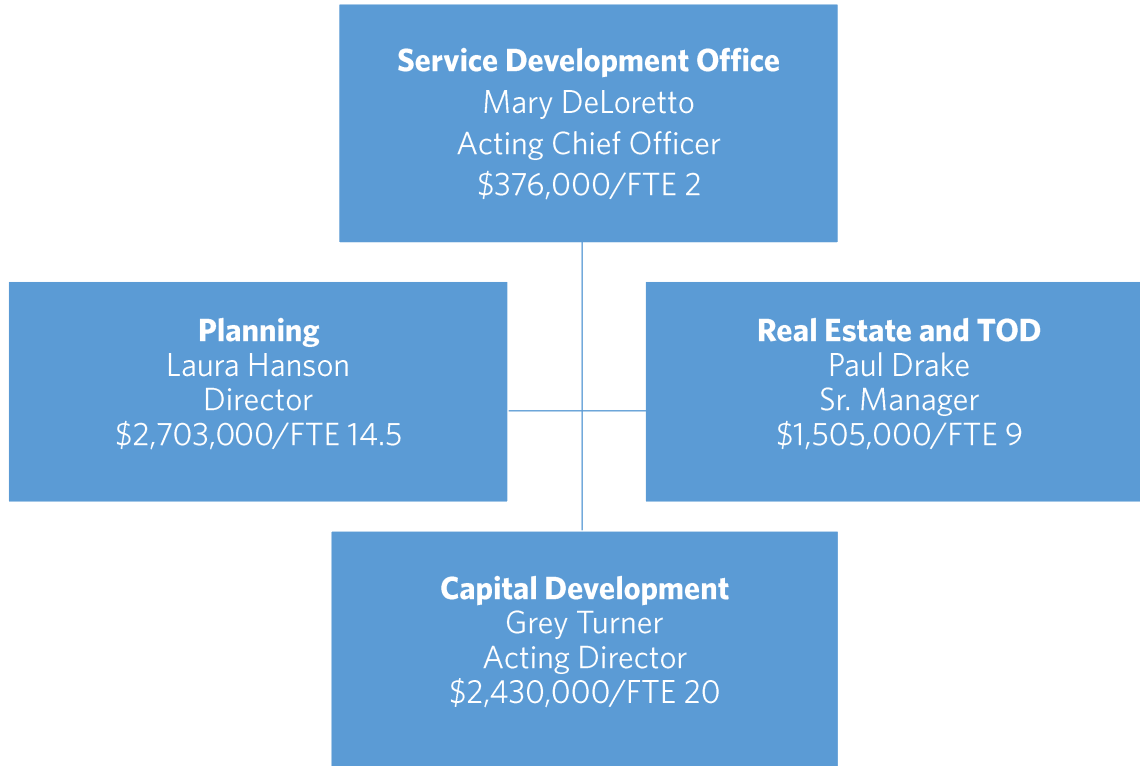 Service Development Office
Mary DeLoretto
Acting Chief Officer
$376,000/FTE 2
Planning
Laura Hanson
Director
$2,703,000/FTE 14.5
Real Estate and TOD
Paul Drake
Sr. Manager
$1,505,000/FTE 9
Capital Development
Grey Turner
Acting Director
$2,430,000/FTE 20